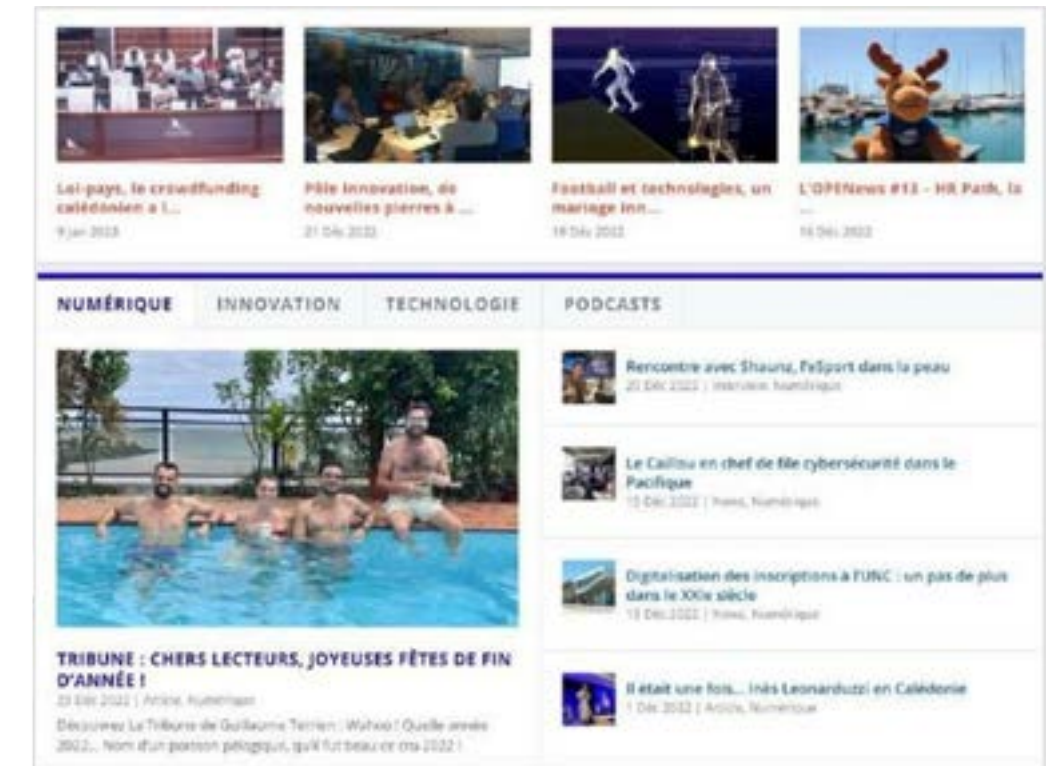 Loi-pays, le crowdfunding
calédonien a l...
9 Jan 2023
Pôle Innovation, de
nouvelles pierres à ...
21 Déc 2022
Football et technologies, un
mariage inn...
19 Déc 2022
L'OPENews #13 – HR Path, la
...
16 Déc 2022
NUMÉRIQUE
INNOVATION
TECHNOLOGIE
PODCASTS
TRIBUNE : CHERS LECTEURS, JOYEUSES FÊTES DE FIN
D'ANNÉE !
23 Déc 2022 | Article, Numérique
Découvrez La Tribune de Guillaume Terrien : Wahoo ! Quelle année
2022... Nom d'un poisson pélagique, qu'il fut beau ce cru 2022 !
Rencontre avec Shaunz, l'eSport dans la peau
20 Déc 2022 | Interview, Numérique
Le Caillou en chef de file cybersécurité dans le
Pacifique
15 Déc 2022 | News, Numérique
Digitalisation des inscriptions à l'UNC : un pas de plus
dans le XXIe siècle
13 Déc 2022 | News, Numérique
Il était une fois... Inès Leonarduzzi en Calédonie
1 Déc 2022 | Article, Numérique